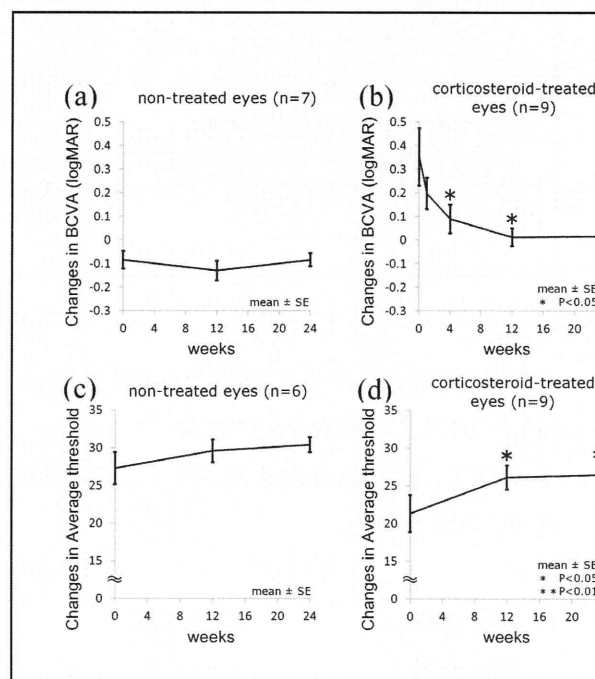 (a) non-treated eyes (n=7)
Changes in BCVA (logMAR)
0.5
0.4
0.3
0.2
0.1
0
-0.1
-0.2
-0.3
mean ± SE
0 4 8 12 16 20 24
weeks
(b) corticosteroid-treated
eyes (n=9)
Changes in BCVA (logMAR)
0.5
0.4
0.3
0.2
0.1
0
-0.1
-0.2
-0.3
*
*
mean ± SE
* P<0.05
0 4 8 12 16 20
weeks
(c) non-treated eyes (n=6)
Changes in Average threshold
35
30
25
20
15
0
mean ± SE
0 4 8 12 16 20 24
weeks
(d) corticosteroid-treated
eyes (n=9)
Changes in Average threshold
35
30
25
20
15
0
*
mean ± SE
* P<0.05
**P<0.01
0 4 8 12 16 20
weeks